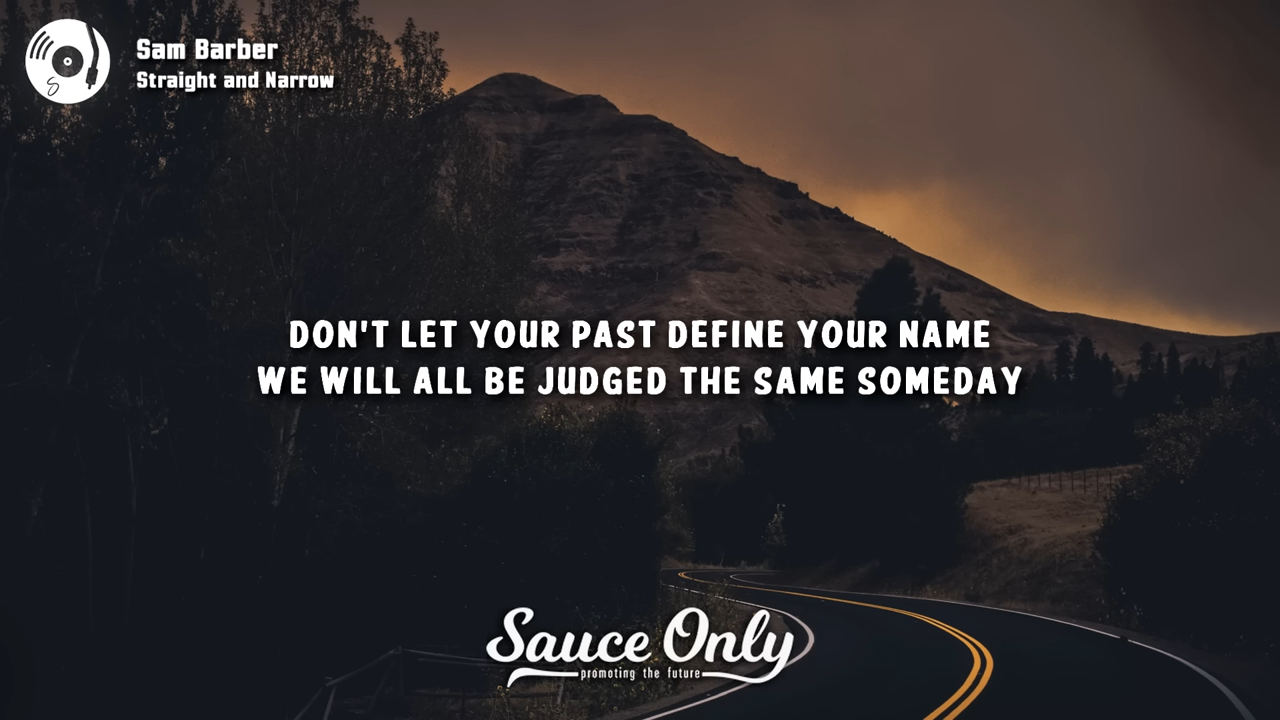 Sam Barber
Straight and Narrow
DON'T LET YOUR PAST DEFINE YOUR NAME
WE WILL ALL BE JUDGED THE SAME SOMEDAY
Sauce Only
promoting the future